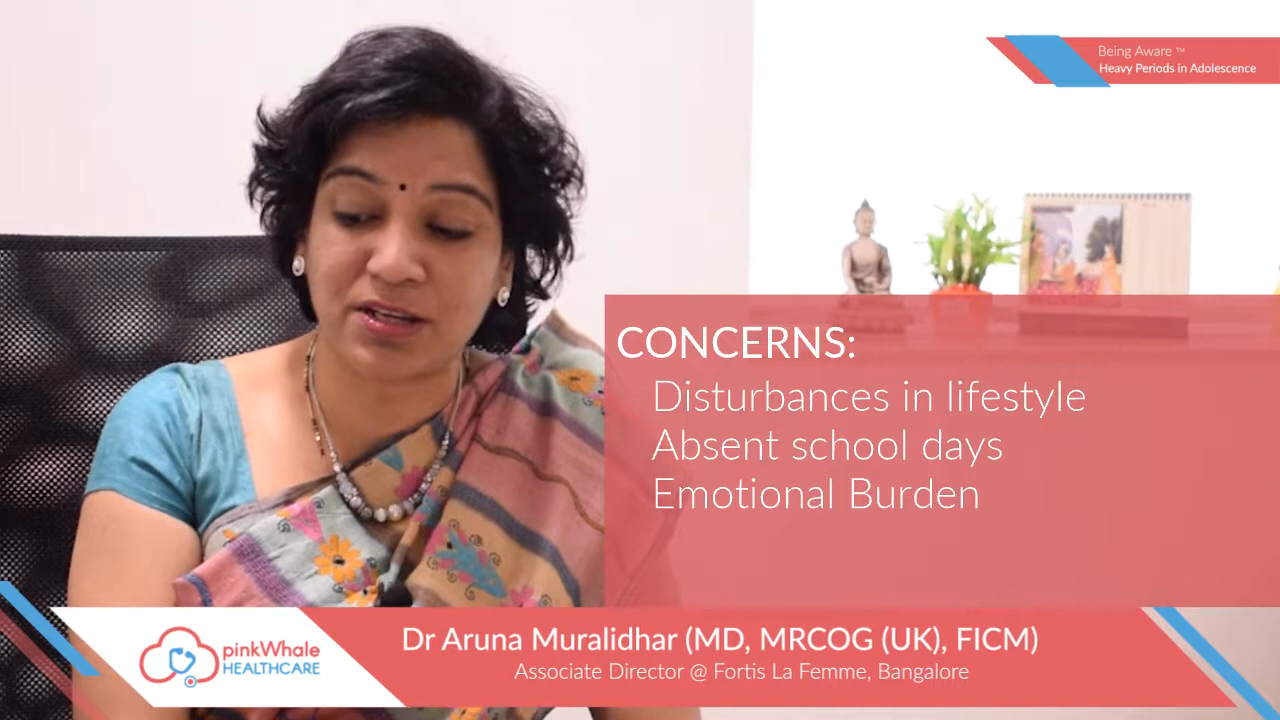 Being Aware ™
Heavy Periods in Adolescence
CONCERNS:
Disturbances in lifestyle
Absent school days
Emotional Burden
Dr Aruna Muralidhar (MD, MRCOG (UK), FICM)
Associate Director @ Fortis La Femme, Bangalore
pinkWhale
HEALTHCARE